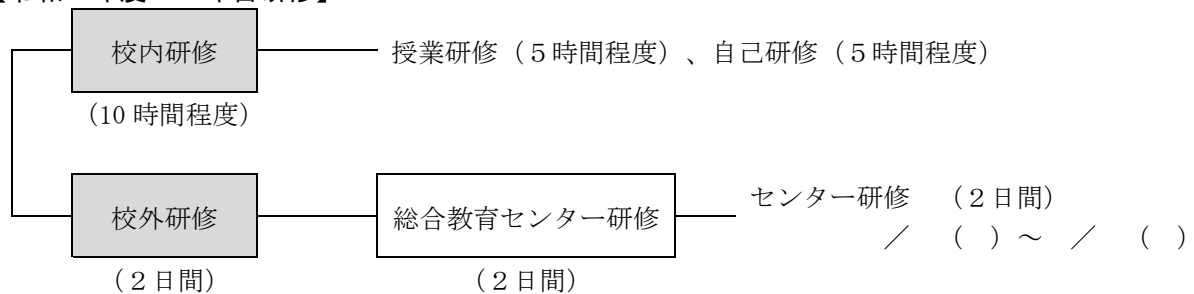 校内研修
授業研修（５時間程度）、自己研修（５時間程度）
（10 時間程度）
校外研修
総合教育センター研修
センター研修　（２日間）
／　（　）～　／　（　）
（２日間）
（２日間）